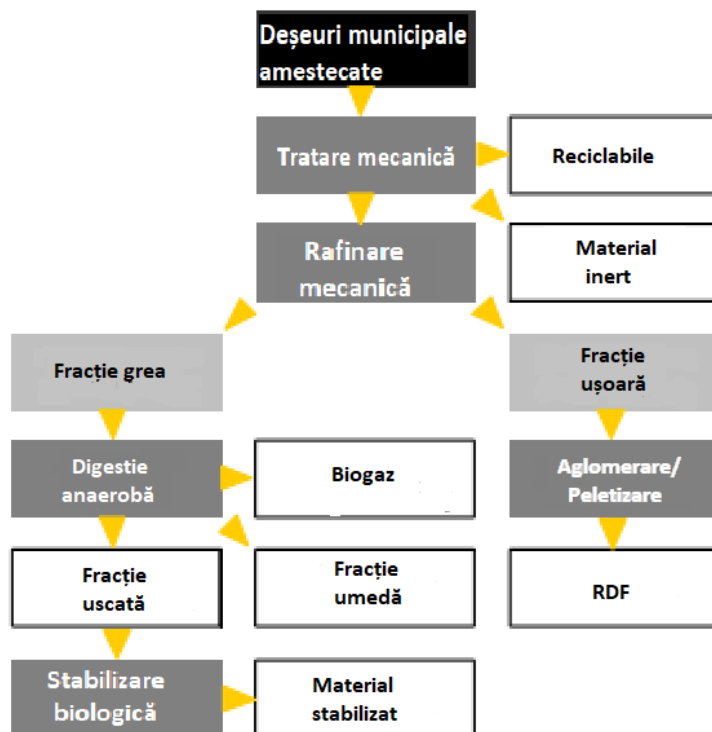 Deșeuri municipale
amestecate
Tratare mecanică
Reciclabile
Rafinare
mecanică
Material
inert
Fracție grea
Fracție
ușoară
Digestie
anaerobă
Biogaz
Aglomerare/
Peletizare
Fracție
uscată
Fracție
umedă
RDF
Stabilizare
biologică
Material
stabilizat